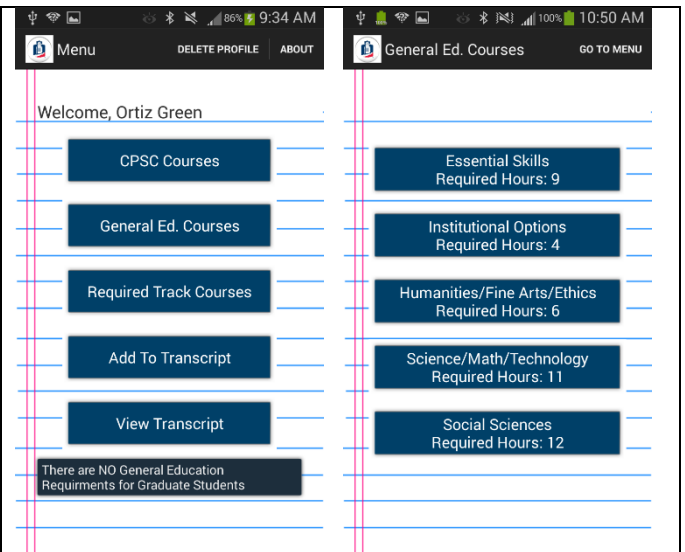 86% 9:34 AM
Menu DELETE PROFILE ABOUT
Welcome, Ortiz Green
CPSC Courses
General Ed. Courses
Required Track Courses
Add To Transcript
View Transcript
There are NO General Education
Requirments for Graduate Students
100% 10:50 AM
General Ed. Courses GO TO MENU
Essential Skills
Required Hours: 9
Institutional Options
Required Hours: 4
Humanities/Fine Arts/Ethics
Required Hours: 6
Science/Math/Technology
Required Hours: 11
Social Sciences
Required Hours: 12